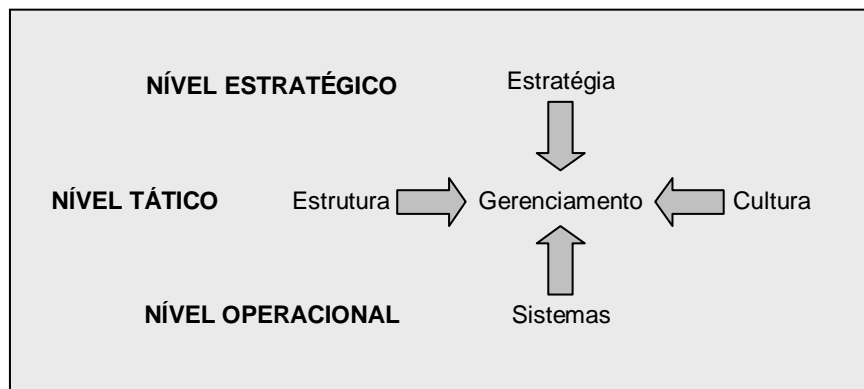 NÍVEL ESTRATÉGICO Estratégia
NÍVEL TÁTICO Estrutura Gerenciamento Cultura
NÍVEL OPERACIONAL Sistemas